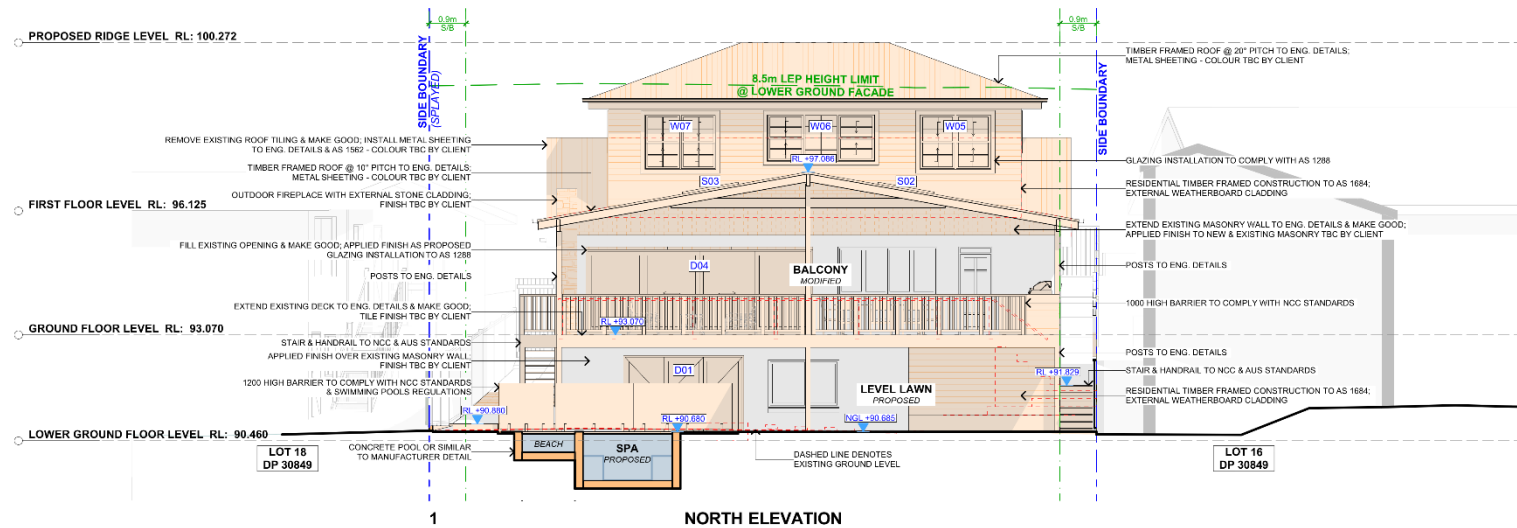 0.9m
S/B
0.9m
S/B
PROPOSED RIDGE LEVEL RL: 100.272
SIDE BOUNDARY
(SPLAYED)
SIDE BOUNDARY
TIMBER FRAMED ROOF @ 20° PITCH TO ENG. DETAILS;
METAL SHEETING - COLOUR TBC BY CLIENT
8.5m LEP HEIGHT LIMIT
@ LOWER GROUND FACADE
W07
W06
W05
REMOVE EXISTING ROOF TILING & MAKE GOOD; INSTALL METAL SHEETING
TO ENG. DETAILS & AS 1562 - COLOUR TBC BY CLIENT
RL +97.086
GLAZING INSTALLATION TO COMPLY WITH AS 1288
TIMBER FRAMED ROOF @ 10° PITCH TO ENG. DETAILS;
METAL SHEETING - COLOUR TBC BY CLIENT
S03
S02
RESIDENTIAL TIMBER FRAMED CONSTRUCTION TO AS 1684;
EXTERNAL WEATHERBOARD CLADDING
OUTDOOR FIREPLACE WITH EXTERNAL STONE CLADDING;
FINISH TBC BY CLIENT
FIRST FLOOR LEVEL RL: 96.125
EXTEND EXISTING MASONRY WALL TO ENG. DETAILS & MAKE GOOD;
APPLIED FINISH TO NEW & EXISTING MASONRY TBC BY CLIENT
FILL EXISTING OPENING & MAKE GOOD; APPLIED FINISH AS PROPOSED
GLAZING INSTALLATION TO AS 1288
D04
BALCONY
MODIFIED
POSTS TO ENG. DETAILS
POSTS TO ENG. DETAILS
EXTEND EXISTING DECK TO ENG. DETAILS & MAKE GOOD;
TILE FINISH TBC BY CLIENT
1000 HIGH BARRIER TO COMPLY WITH NCC STANDARDS
RL +93.070
GROUND FLOOR LEVEL RL: 93.070
STAIR & HANDRAIL TO NCC & AUS STANDARDS
APPLIED FINISH OVER EXISTING MASONRY WALL;
FINISH TBC BY CLIENT
POSTS TO ENG. DETAILS
D01
RL +91.829
STAIR & HANDRAIL TO NCC & AUS STANDARDS
1200 HIGH BARRIER TO COMPLY WITH NCC STANDARDS
& SWIMMING POOLS REGULATIONS
LEVEL LAWN
PROPOSED
RESIDENTIAL TIMBER FRAMED CONSTRUCTION TO AS 1684;
EXTERNAL WEATHERBOARD CLADDING
RL +90.880
RL +90.680
NGL +90.685
LOWER GROUND FLOOR LEVEL RL: 90.460
LOT 18
DP 30849
CONCRETE POOL OR SIMILAR
TO MANUFACTURER DETAIL
BEACH
SPA
PROPOSED
DASHED LINE DENOTES
EXISTING GROUND LEVEL
LOT 16
DP 30849
1
NORTH ELEVATION